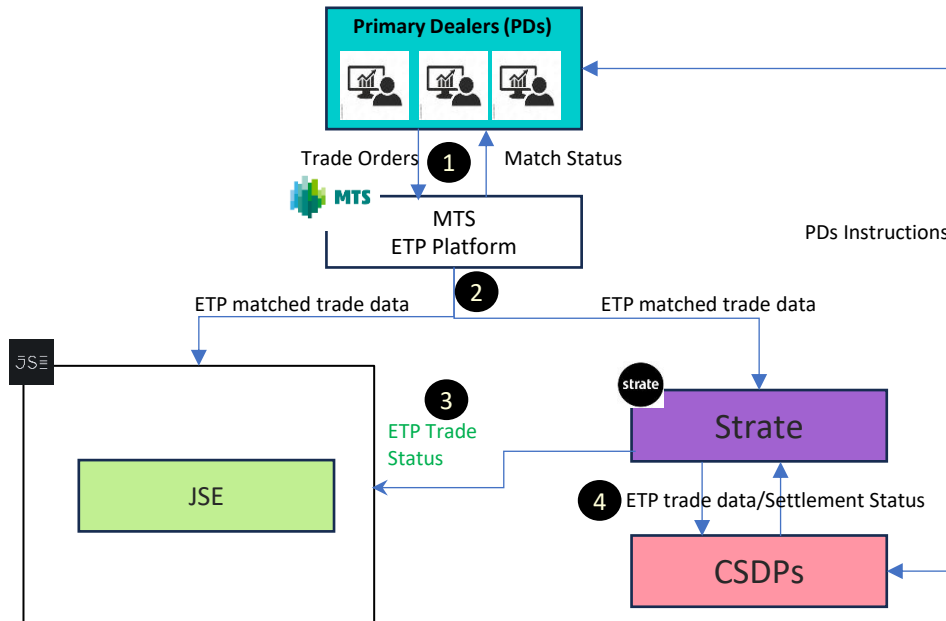 Primary Dealers (PDs)
Trade Orders
1
Match Status
MTS
MTS
ETP Platform
PDs Instructions
2
ETP matched trade data
ETP matched trade data
JSE
strate
3
ETP Trade
Status
Strate
JSE
4
ETP trade data/Settlement Status
CSDPs